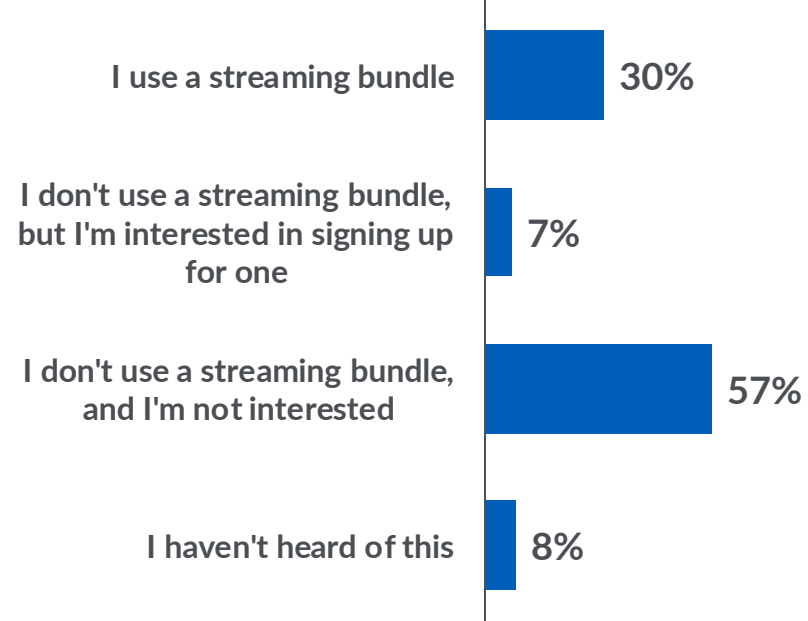 I use a streaming bundle
30%
I don't use a streaming bundle,
but I'm interested in signing up
for one
7%
I don't use a streaming bundle,
and I'm not interested
57%
I haven't heard of this
8%